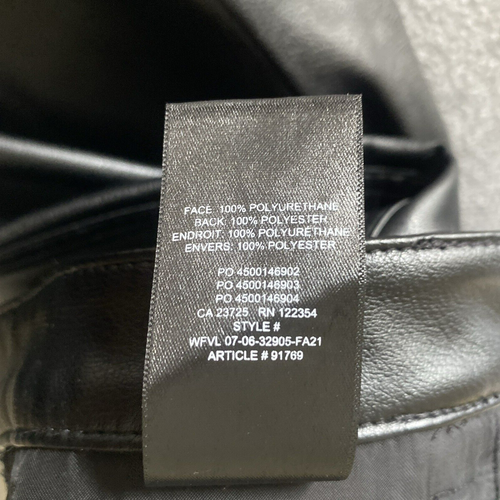 FACE: 100% POLYURETHANE
BACK: 100% POLYESTER
ENDROIT: 100% POLYURETHANE
ENVERS: 100% POLYESTER
PO 4500146902
PO 4500146903
PO 4500146904
CA 23725 RN 122354
STYLE #
WFVL 07-06-32905-FA21
ARTICLE # 91769